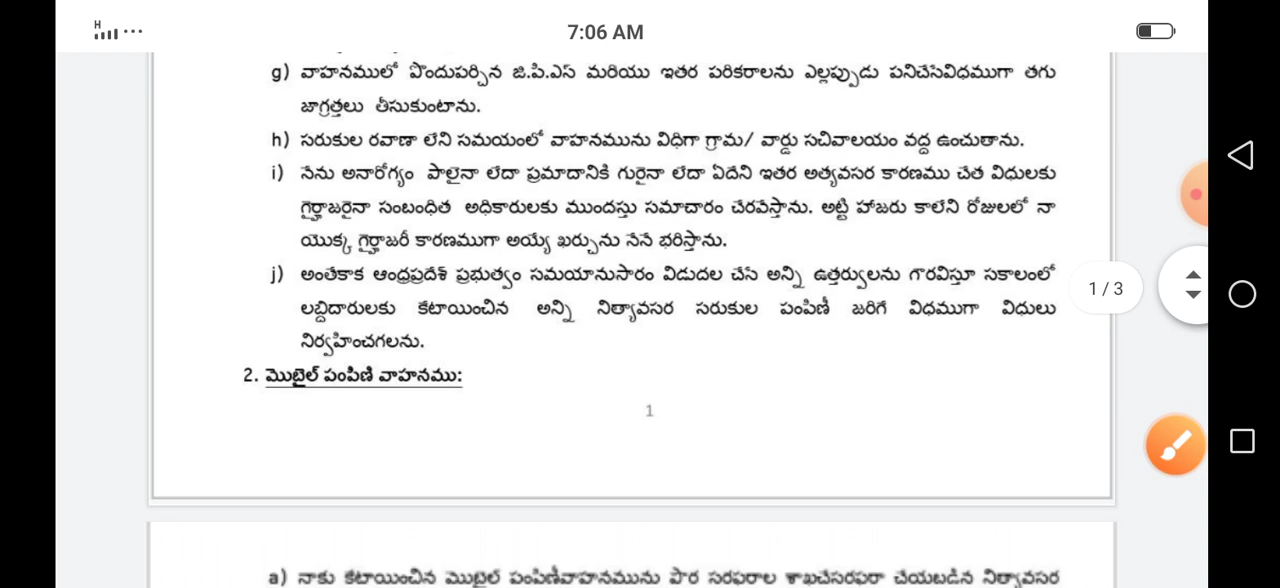 H
7:06 AM
g) వాహనములో పొందుపర్చిన జి.పి.ఎస్ మరియు ఇతర పరికరాలను ఎల్లప్పుడు పనిచేసేవిధముగా తగు
జాగ్రత్తలు తీసుకుంటాను.
h) సరుకుల రవాణా లేని సమయంలో వాహనమును విధిగా గ్రామ/ వార్డు సచివాలయం వద్ద ఉంచుతాను.
i) నేను అనారోగ్యం పాలైనా లేదా ప్రమాదానికి గురైనా లేదా ఏదేని ఇతర అత్యవసర కారణము చేత విధులకు
గైర్హాజరైనా సంబంధిత అధికారులకు ముందస్తు సమాచారం చేరవేస్తాను. అట్టి హాజరు కాలేని రోజులలో నా
యొక్క గైర్హాజరీ కారణముగా అయ్యే ఖర్చును నేనే భరిస్తాను.
j) అంతేకాక ఆంధ్రప్రదేశ్ ప్రభుత్వం సమయానుసారం విడుదల చేసే అన్ని ఉత్తర్వులను గౌరవిస్తూ సకాలంలో
1 / 3
లబ్ధిదారులకు కేటాయించిన అన్ని నిత్యావసర సరుకుల పంపిణీ జరిగే విధముగా విధులు
నిర్వహించగలను.
2. మొబైల్ పంపిణి వాహనము:
1
a) నాకు కేటాయించిన మొబైల్ పంపిణీవాహనమును పౌర సరఫరాల శాఖచేసరఫరా చేయబడిన నిత్యావసర